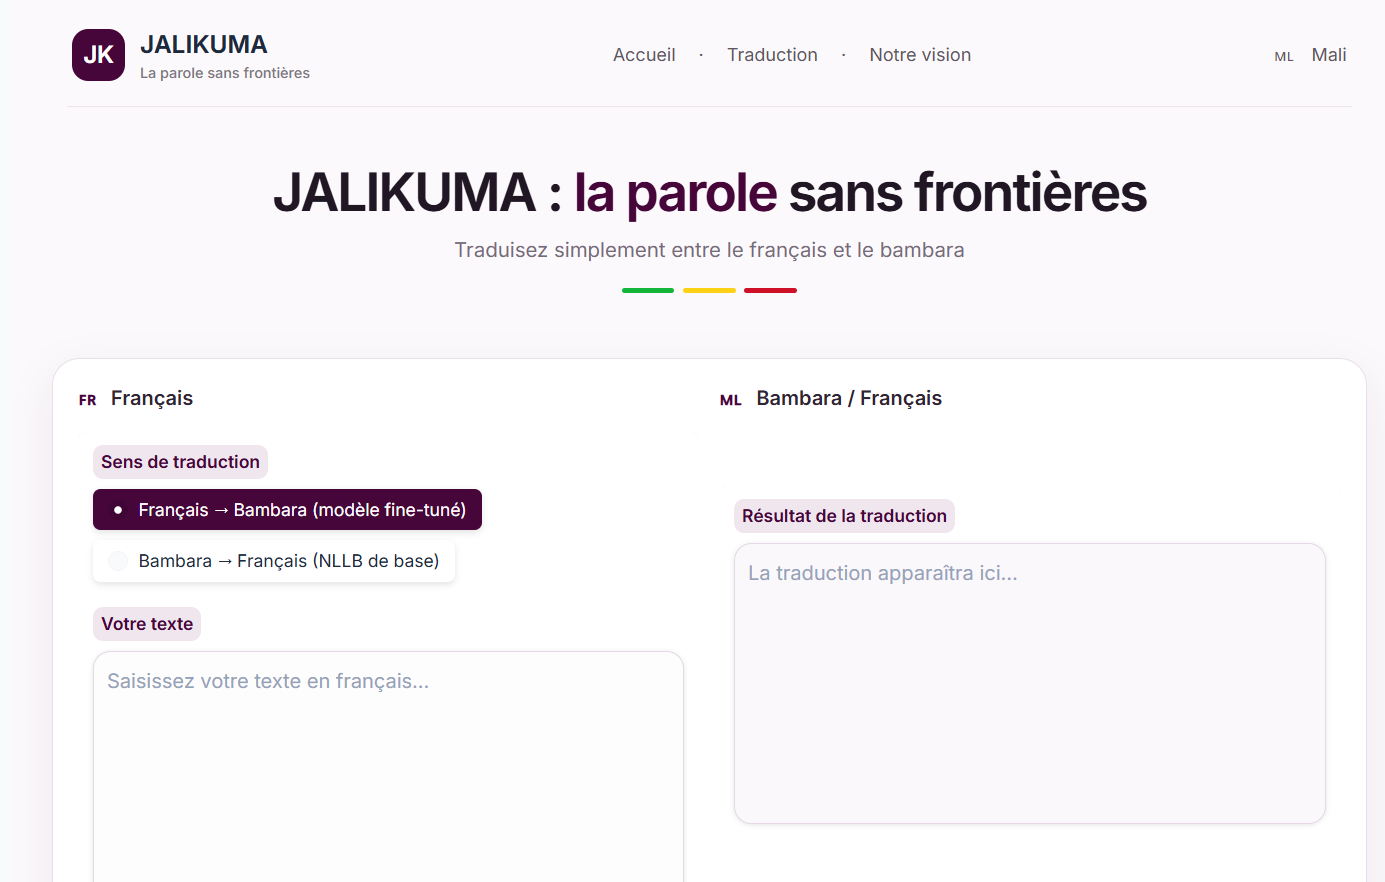 JK
JALIKUMA
La parole sans frontières
Accueil · Traduction · Notre vision
ML Mali
JALIKUMA : la parole sans frontières
Traduisez simplement entre le français et le bambara
FR Français
Sens de traduction
Français → Bambara (modèle fine-tuné)
Bambara → Français (NLLB de base)
Votre texte
Saisissez votre texte en français...
ML Bambara / Français
Résultat de la traduction
La traduction apparaîtra ici...